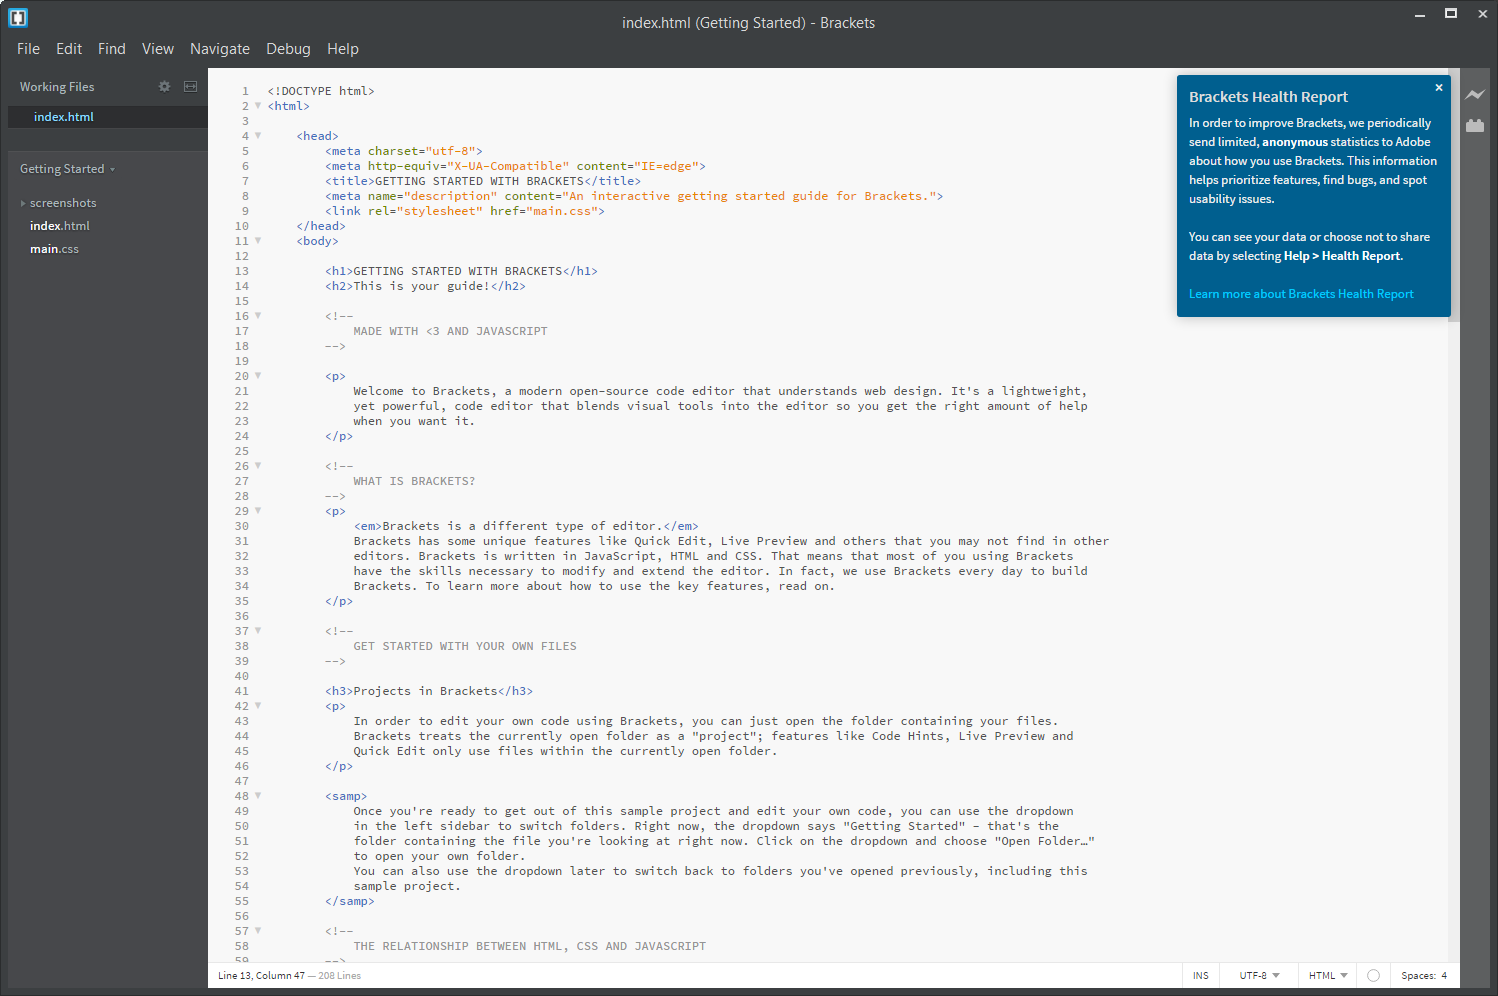 index.html (Getting Started) - Brackets
File Edit Find View Navigate Debug Help
Working Files
index.html
Getting Started
screenshots
index.html
main.css
1 <!DOCTYPE html>
2 <html>
3
4 <head>
5 <meta charset="utf-8">
6 <meta http-equiv="X-UA-Compatible" content="IE=edge">
7 <title>GETTING STARTED WITH BRACKETS</title>
8 <meta name="description" content="An interactive getting started guide for Brackets.">
9 <link rel="stylesheet" href="main.css">
10 </head>
11 <body>
12
13 <h1>GETTING STARTED WITH BRACKETS</h1>
14 <h2>This is your guide!</h2>
15
16 <!--
17 MADE WITH <3 AND JAVASCRIPT
18 -->
19
20 <p>
21 Welcome to Brackets, a modern open-source code editor that understands web design. It's a lightweight,
22 yet powerful, code editor that blends visual tools into the editor so you get the right amount of help
23 when you want it.
24 </p>
25
26 <!--
27 WHAT IS BRACKETS?
28 -->
29 <p>
30 <em>Brackets is a different type of editor.</em>
31 Brackets has some unique features like Quick Edit, Live Preview and others that you may not find in other
32 editors. Brackets is written in JavaScript, HTML and CSS. That means that most of you using Brackets
33 have the skills necessary to modify and extend the editor. In fact, we use Brackets every day to build
34 Brackets. To learn more about how to use the key features, read on.
35 </p>
36
37 <!--
38 GET STARTED WITH YOUR OWN FILES
39 -->
40
41 <h3>Projects in Brackets</h3>
42 <p>
43 In order to edit your own code using Brackets, you can just open the folder containing your files.
44 Brackets treats the currently open folder as a "project"; features like Code Hints, Live Preview and
45 Quick Edit only use files within the currently open folder.
46 </p>
47
48 <samp>
49 Once you're ready to get out of this sample project and edit your own code, you can use the dropdown
50 in the left sidebar to switch folders. Right now, the dropdown says "Getting Started" - that's the
51 folder containing the file you're looking at right now. Click on the dropdown and choose "Open Folder…"
52 to open your own folder.
53 You can also use the dropdown later to switch back to folders you've opened previously, including this
54 sample project.
55 </samp>
56
57 <!--
58 THE RELATIONSHIP BETWEEN HTML, CSS AND JAVASCRIPT
59 -->
Brackets Health Report
In order to improve Brackets, we periodically
send limited, anonymous statistics to Adobe
about how you use Brackets. This information
helps prioritize features, find bugs, and spot
usability issues.
You can see your data or choose not to share
data by selecting Help > Health Report.
Learn more about Brackets Health Report
Line 13, Column 47 — 208 Lines
INS UTF-8 HTML Spaces: 4